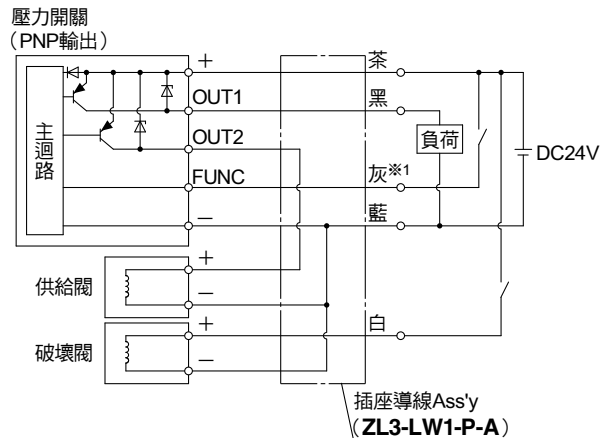 壓力開關
（PNP輸出）
主迴路
+
OUT1
OUT2
FUNC
−
茶
黑
灰※1
藍
負荷
DC24V
供給閥
+
−
破壞閥
+
−
白
插座導線Ass'y
（ZL3-LW1-P-A）